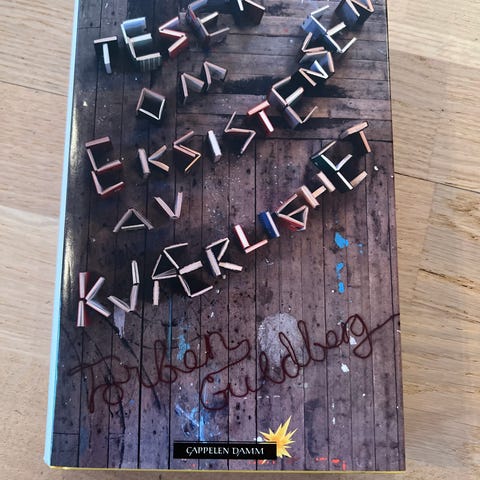 TESER
OM
EKSISTENSEN
AV
KJÆRLIGHET
Torben
Guldberg
CAPPELEN DAMM